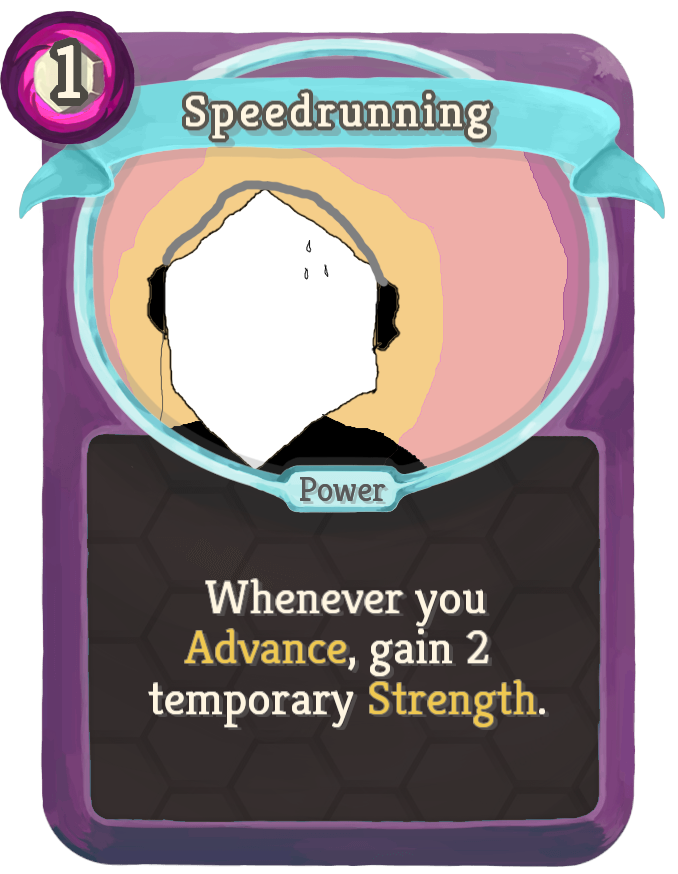 1
Speedrunning
Power
Whenever you
Advance, gain 2
temporary Strength.